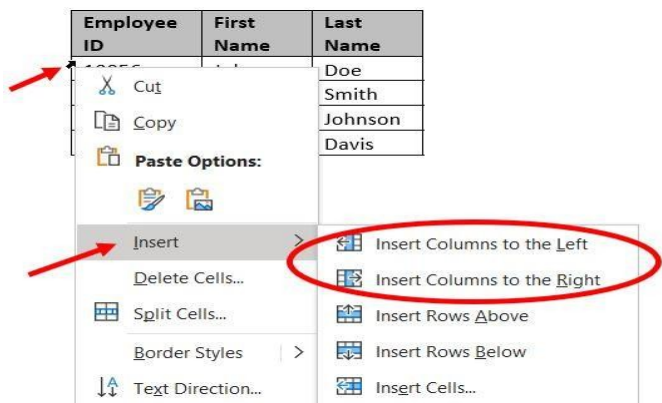 Employee ID First Name Last Name
Doe
Smith
Johnson
Davis
Cut
Copy
Paste Options:
Insert
Delete Cells...
Split Cells...
Border Styles
Text Direction...
Insert Columns to the Left
Insert Columns to the Right
Insert Rows Above
Insert Rows Below
Insert Cells...